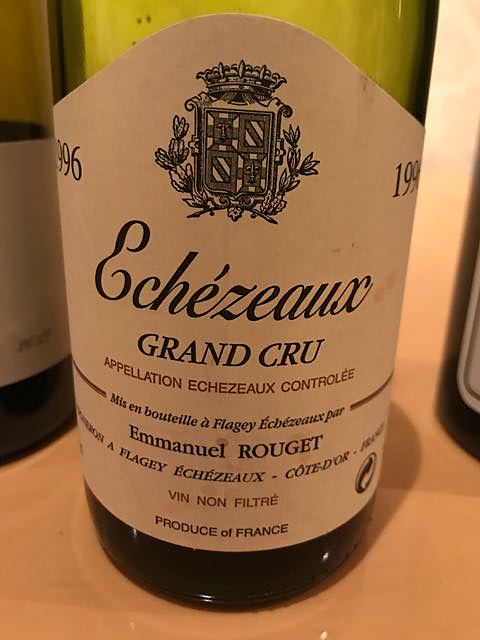 996 199
Echézeaux
GRAND CRU
APPELLATION ECHEZEAUX CONTROLÉE
Mis en bouteille à Flagey Échézeaux par
Emmanuel ROUGET
A FLAGEY ÉCHÉZEAUX - CÔTE-D'OR - FRANCE
VIN NON FILTRÉ
PRODUCE of FRANCE